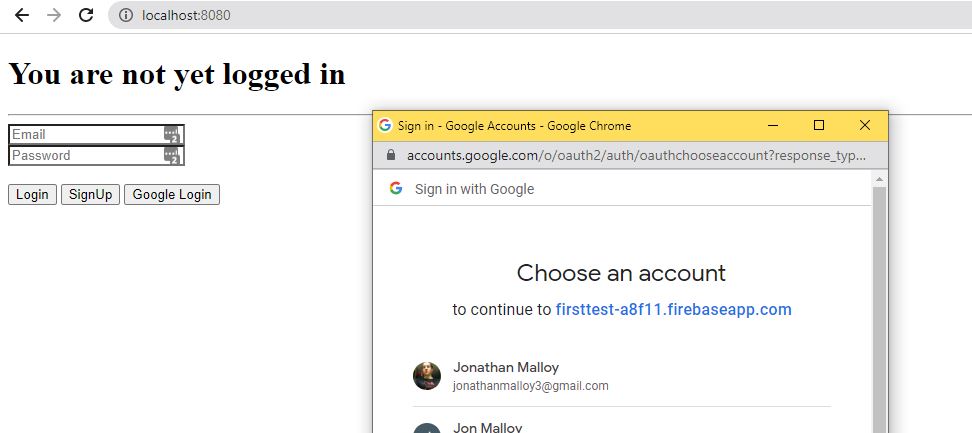 localhost:8080
You are not yet logged in
Email
Password
Login SignUp Google Login
Sign in - Google Accounts - Google Chrome
accounts.google.com/o/oauth2/auth/oauthchooseaccount?response_typ...
Sign in with Google
Choose an account
to continue to firsttest-a8f11.firebaseapp.com
Jonathan Malloy
jonathanmalloy3@gmail.com
Jon Malloy